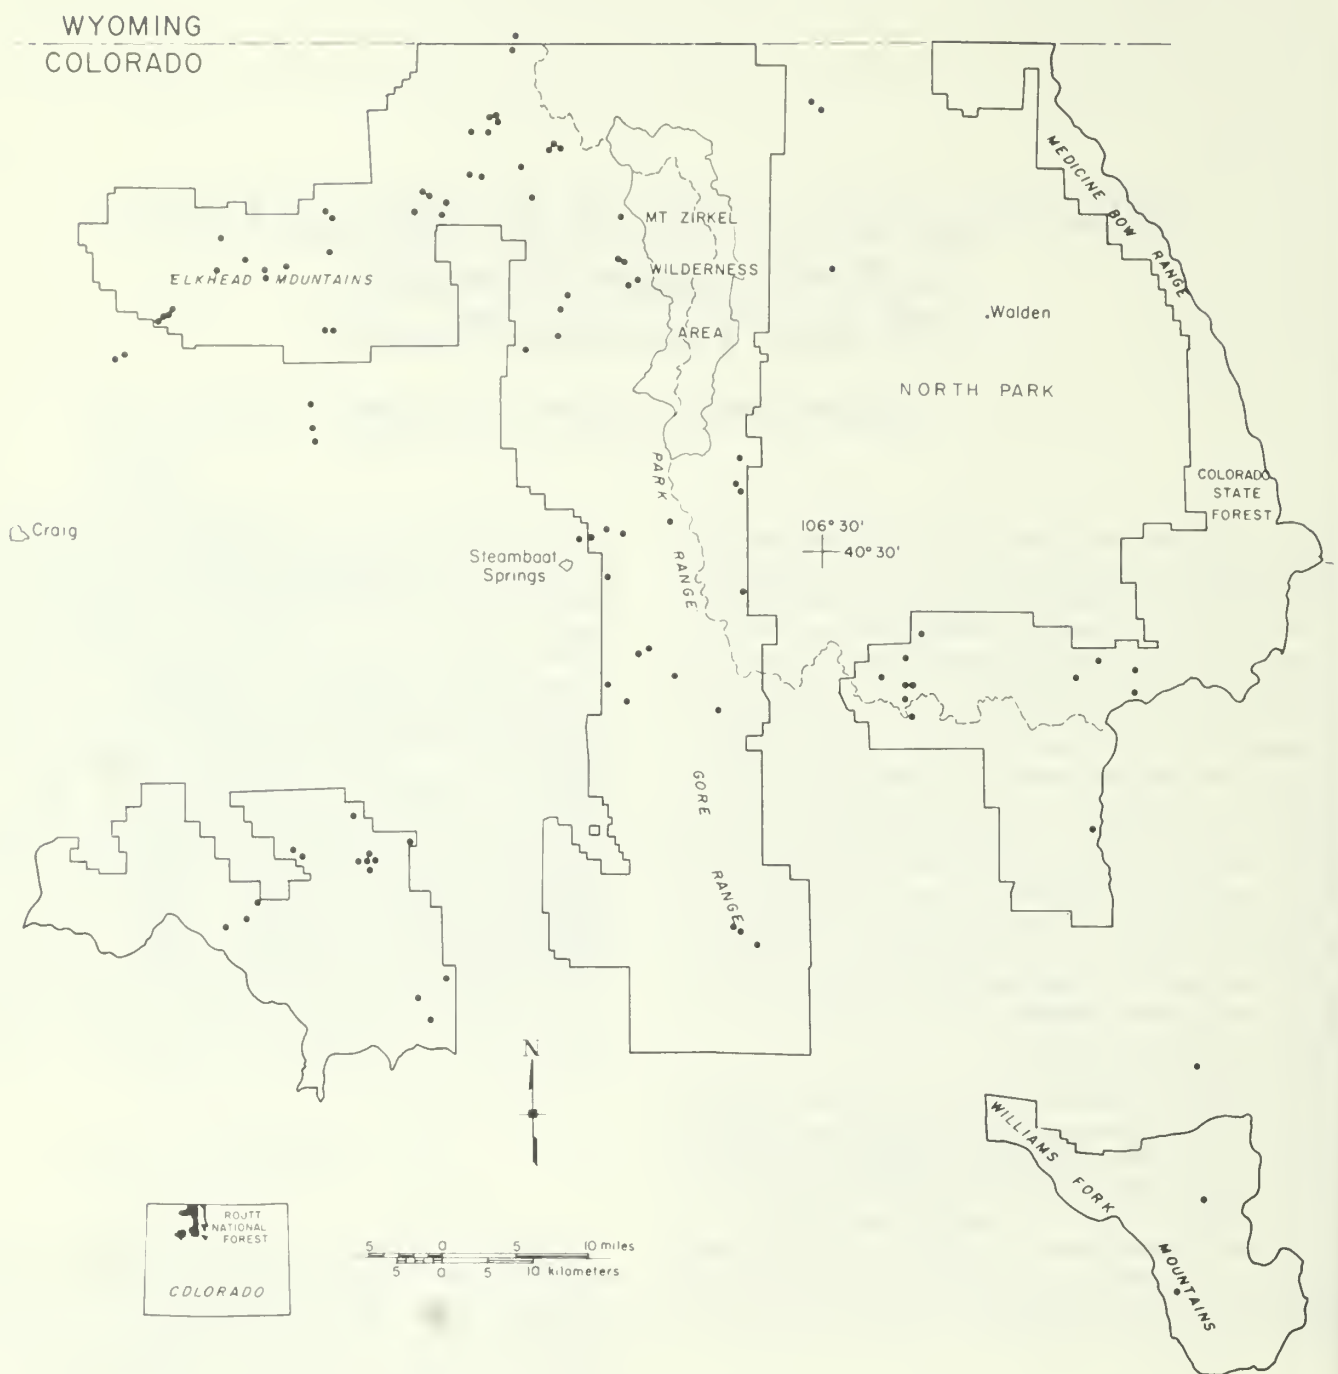 WYOMING
COLORADO
MEDICINE BOW RANGE
MT ZIRKEL
WILDERNESS
AREA
ELKHEAD MOUNTAINS
Walden
NORTH PARK
PARK RANGE
COLORADO
STATE
FOREST
Craig
Steamboat
Springs
106° 30'
40° 30'
GORE RANGE
N
WILLIAMS FORK MOUNTAINS
ROUTT
NATIONAL
FOREST
COLORADO
5 0 5 10 miles
5 0 5 10 kilometers